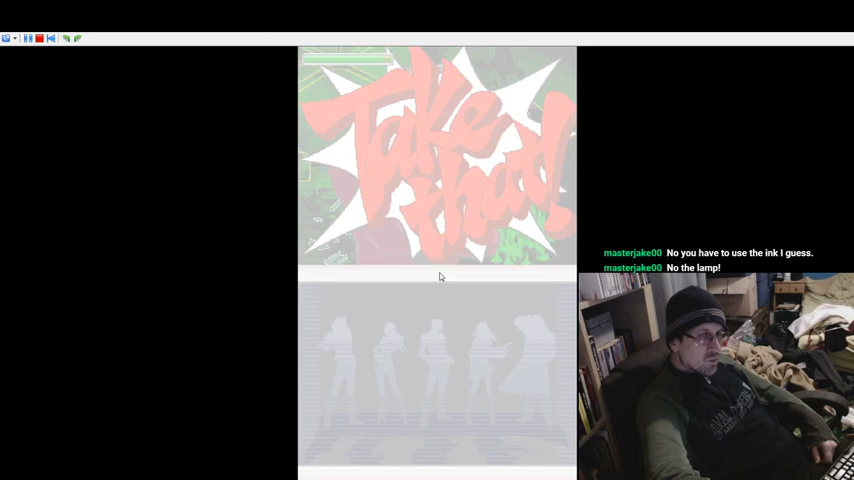 Take
that!
masterjake00 No you have to use the ink I guess.
masterjake00 No the lamp!